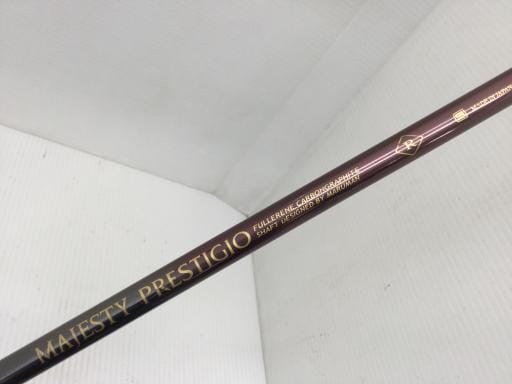 MAJESTY PRESTIGIO
FULLERENE CARBONGRAPHITE
SHAFT DESIGNED BY MARUMAN
R
MADE IN JAPAN